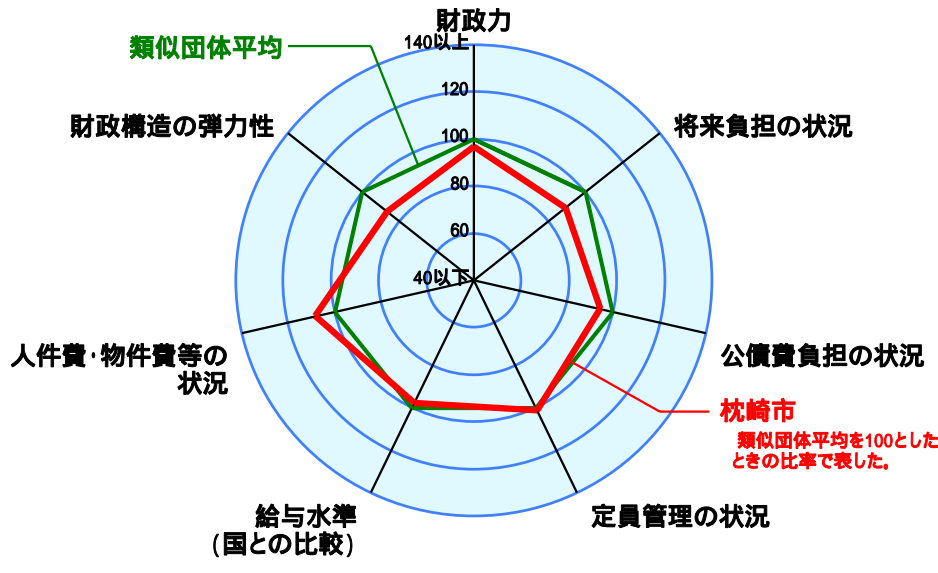 財政力
140以上
類似団体平均
120
財政構造の弾力性
将来負担の状況
100
80
60
40以下
人件費・物件費等の
状況
公債費負担の状況
枕崎市
類似団体平均を100とした
ときの比率で表した。
給与水準
(国との比較)
定員管理の状況